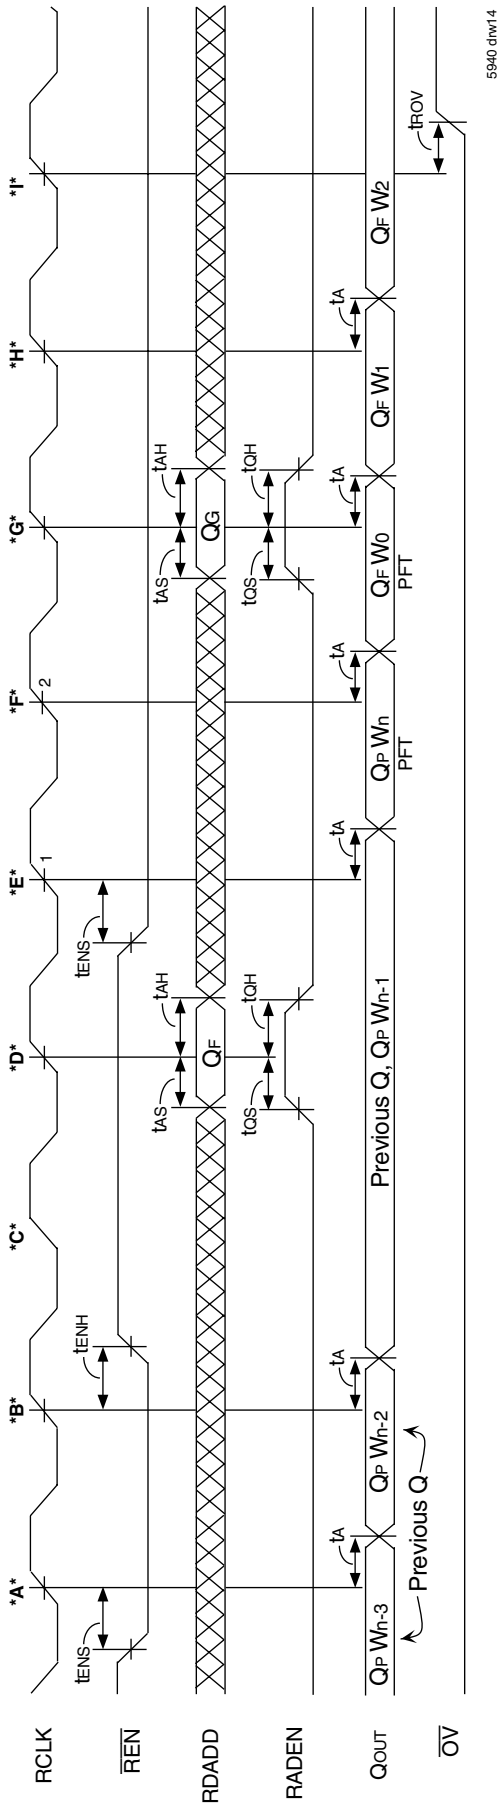 *A* *B* *C* *D* *E* *F* *G* *H* *I*
RCLK 1 2
tENS tENH tENS
REN
tAS tAH tAS tAH
RDADD QF QG
tQS tQH tQS tQH
RADEN
tA tA tA tA tA tA
QOUT QP Wn-3 QP Wn-2 Previous Q, QP Wn-1 QP Wn QF W0 QF W1 QF W2
PFT PFT
Previous Q
tROV
OV
5940 drw14